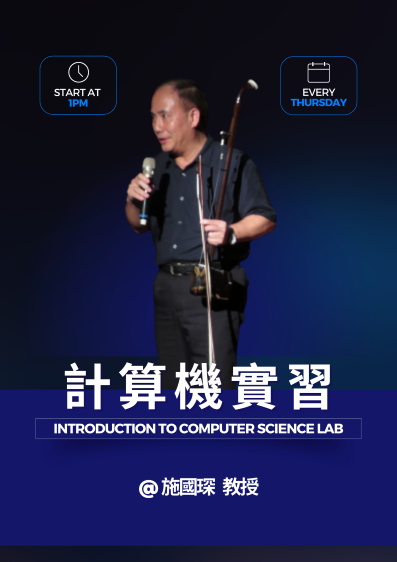 START AT
1PM
EVERY
THURSDAY
計算機實習
INTRODUCTION TO COMPUTER SCIENCE LAB
@施國琛 教授